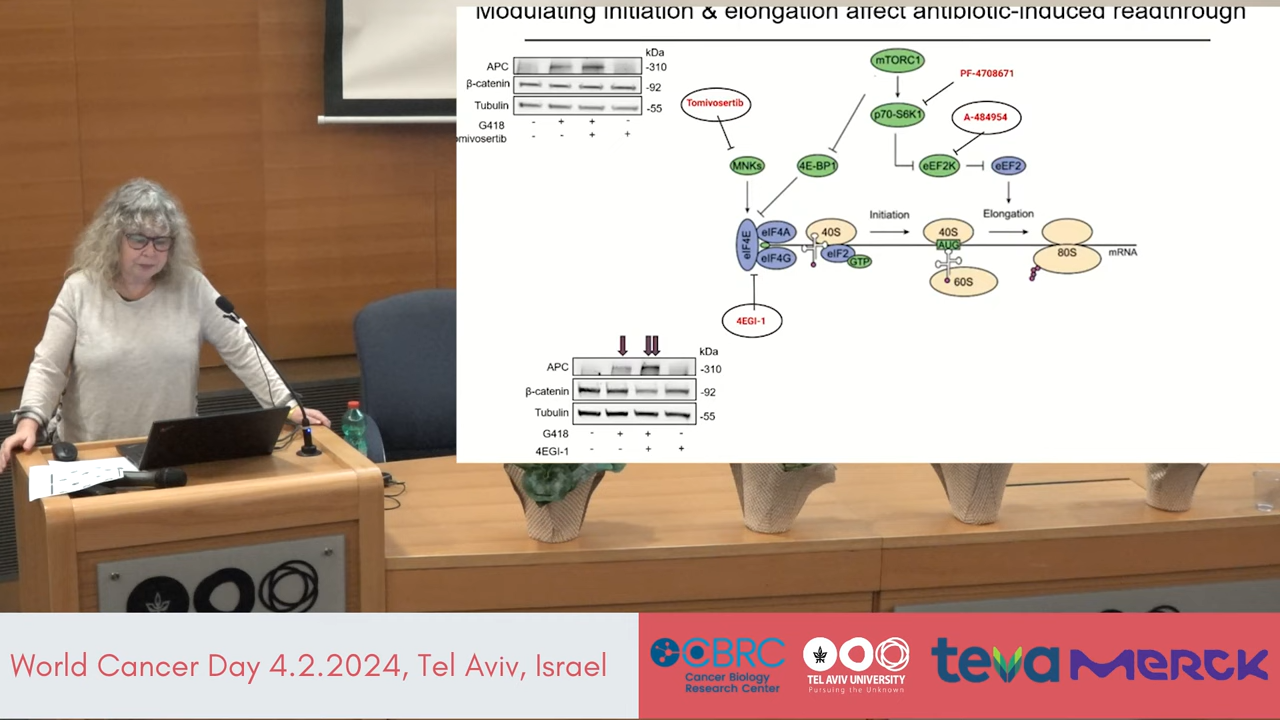 Modulating initiation & elongation affect antibiotic-induced readthrough
kDa
APC
-310
β-catenin
-92
Tubulin
-55
G418 - + + -
omivosertib - - + +
mTORC1
PF-4708671
Tomivosertib
p70-S6K1
A-484954
MNKs
4E-BP1
eEF2K
eEF2
Initiation
Elongation
eIF4E
eIF4A
eIF4G
40S
eIF2
GTP
40S
AUG
60S
80S
mRNA
4EGI-1
kDa
APC
-310
β-catenin
-92
Tubulin
-55
G418 - + + -
4EGI-1 - - + +
World Cancer Day 4.2.2024, Tel Aviv, Israel
CBRC
Cancer Biology
Research Center
TEL AVIV UNIVERSITY
Pursuing the Unknown
teva
MERCK